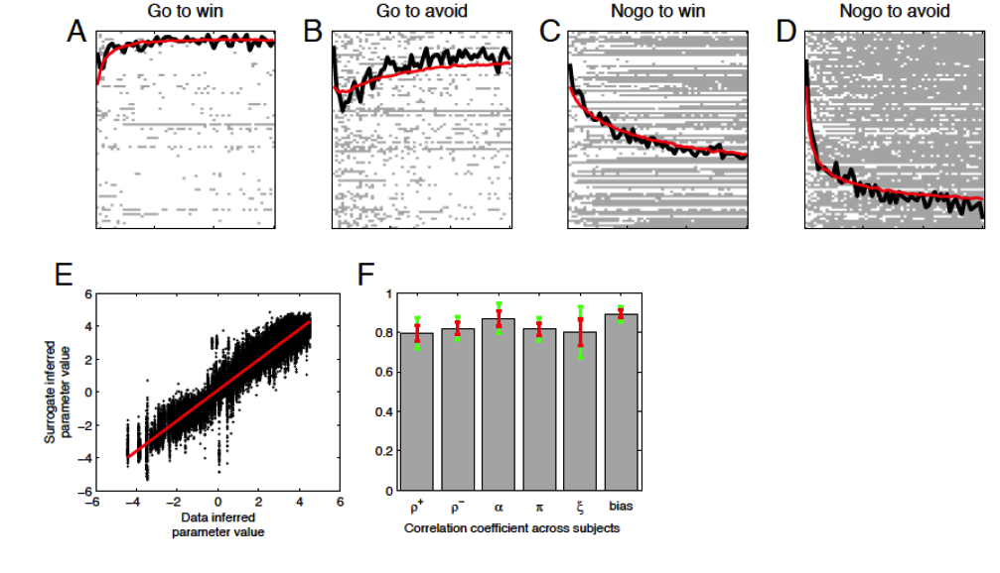 Go to win
Go to avoid
Nogo to win
Nogo to avoid
A
B
C
D
E
F
6
4
2
0
−2
−4
−6
Surrogate inferred
parameter value
−6 −4 −2 0 2 4 6
Data inferred
parameter value
1
0.8
0.6
0.4
0.2
0
ρ+ ρ− α π ξ bias
Correlation coefficient across subjects